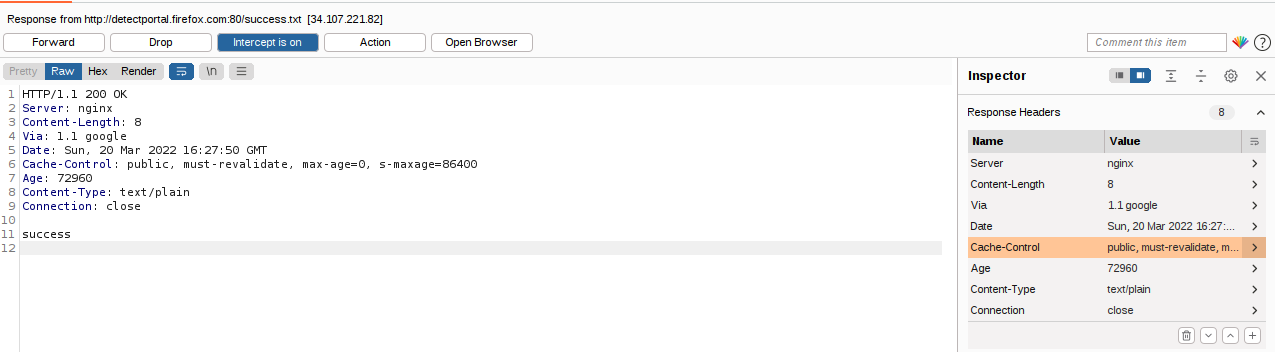 Response from http://detectportal.firefox.com:80/success.txt [34.107.221.82]
Forward Drop Intercept is on Action Open Browser Comment this item ?
Pretty Raw Hex Render \n
1 HTTP/1.1 200 OK
2 Server: nginx
3 Content-Length: 8
4 Via: 1.1 google
5 Date: Sun, 20 Mar 2022 16:27:50 GMT
6 Cache-Control: public, must-revalidate, max-age=0, s-maxage=86400
7 Age: 72960
8 Content-Type: text/plain
9 Connection: close
10
11 success
12
Inspector
Response Headers 8
Name Value
Server nginx
Content-Length 8
Via 1.1 google
Date Sun, 20 Mar 2022 16:27:...
Cache-Control public, must-revalidate, m...
Age 72960
Content-Type text/plain
Connection close